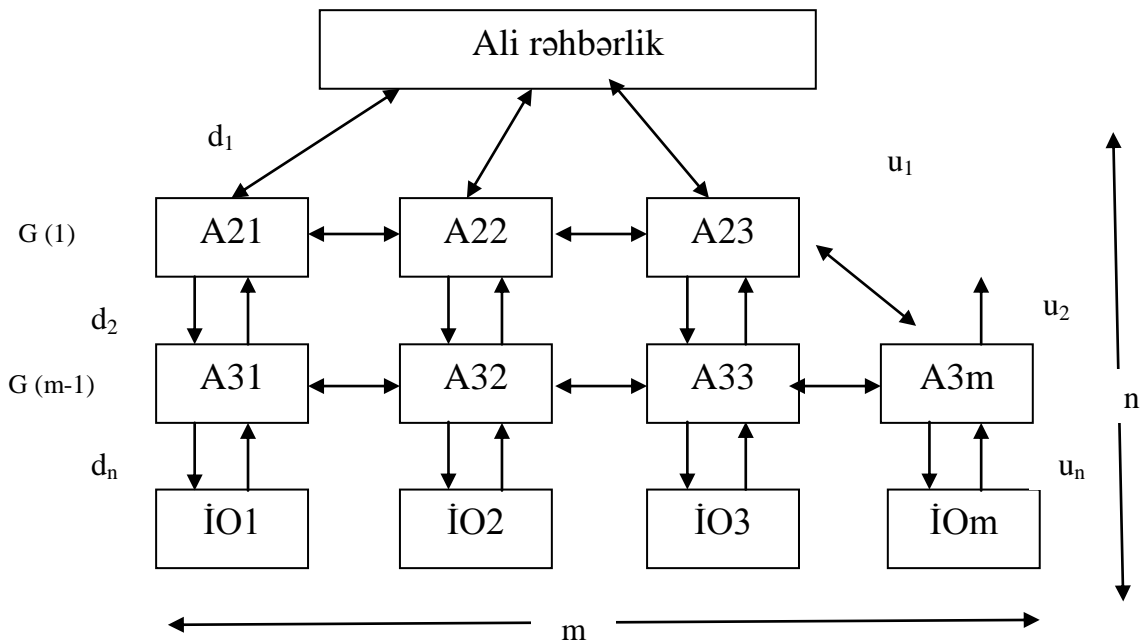 Ali rəhbərlik
d₁
u₁
G (1)
A21
A22
A23
d₂
u₂
G (m-1)
A31
A32
A33
A3m
n
dₙ
uₙ
İO1
İO2
İO3
İOm
m